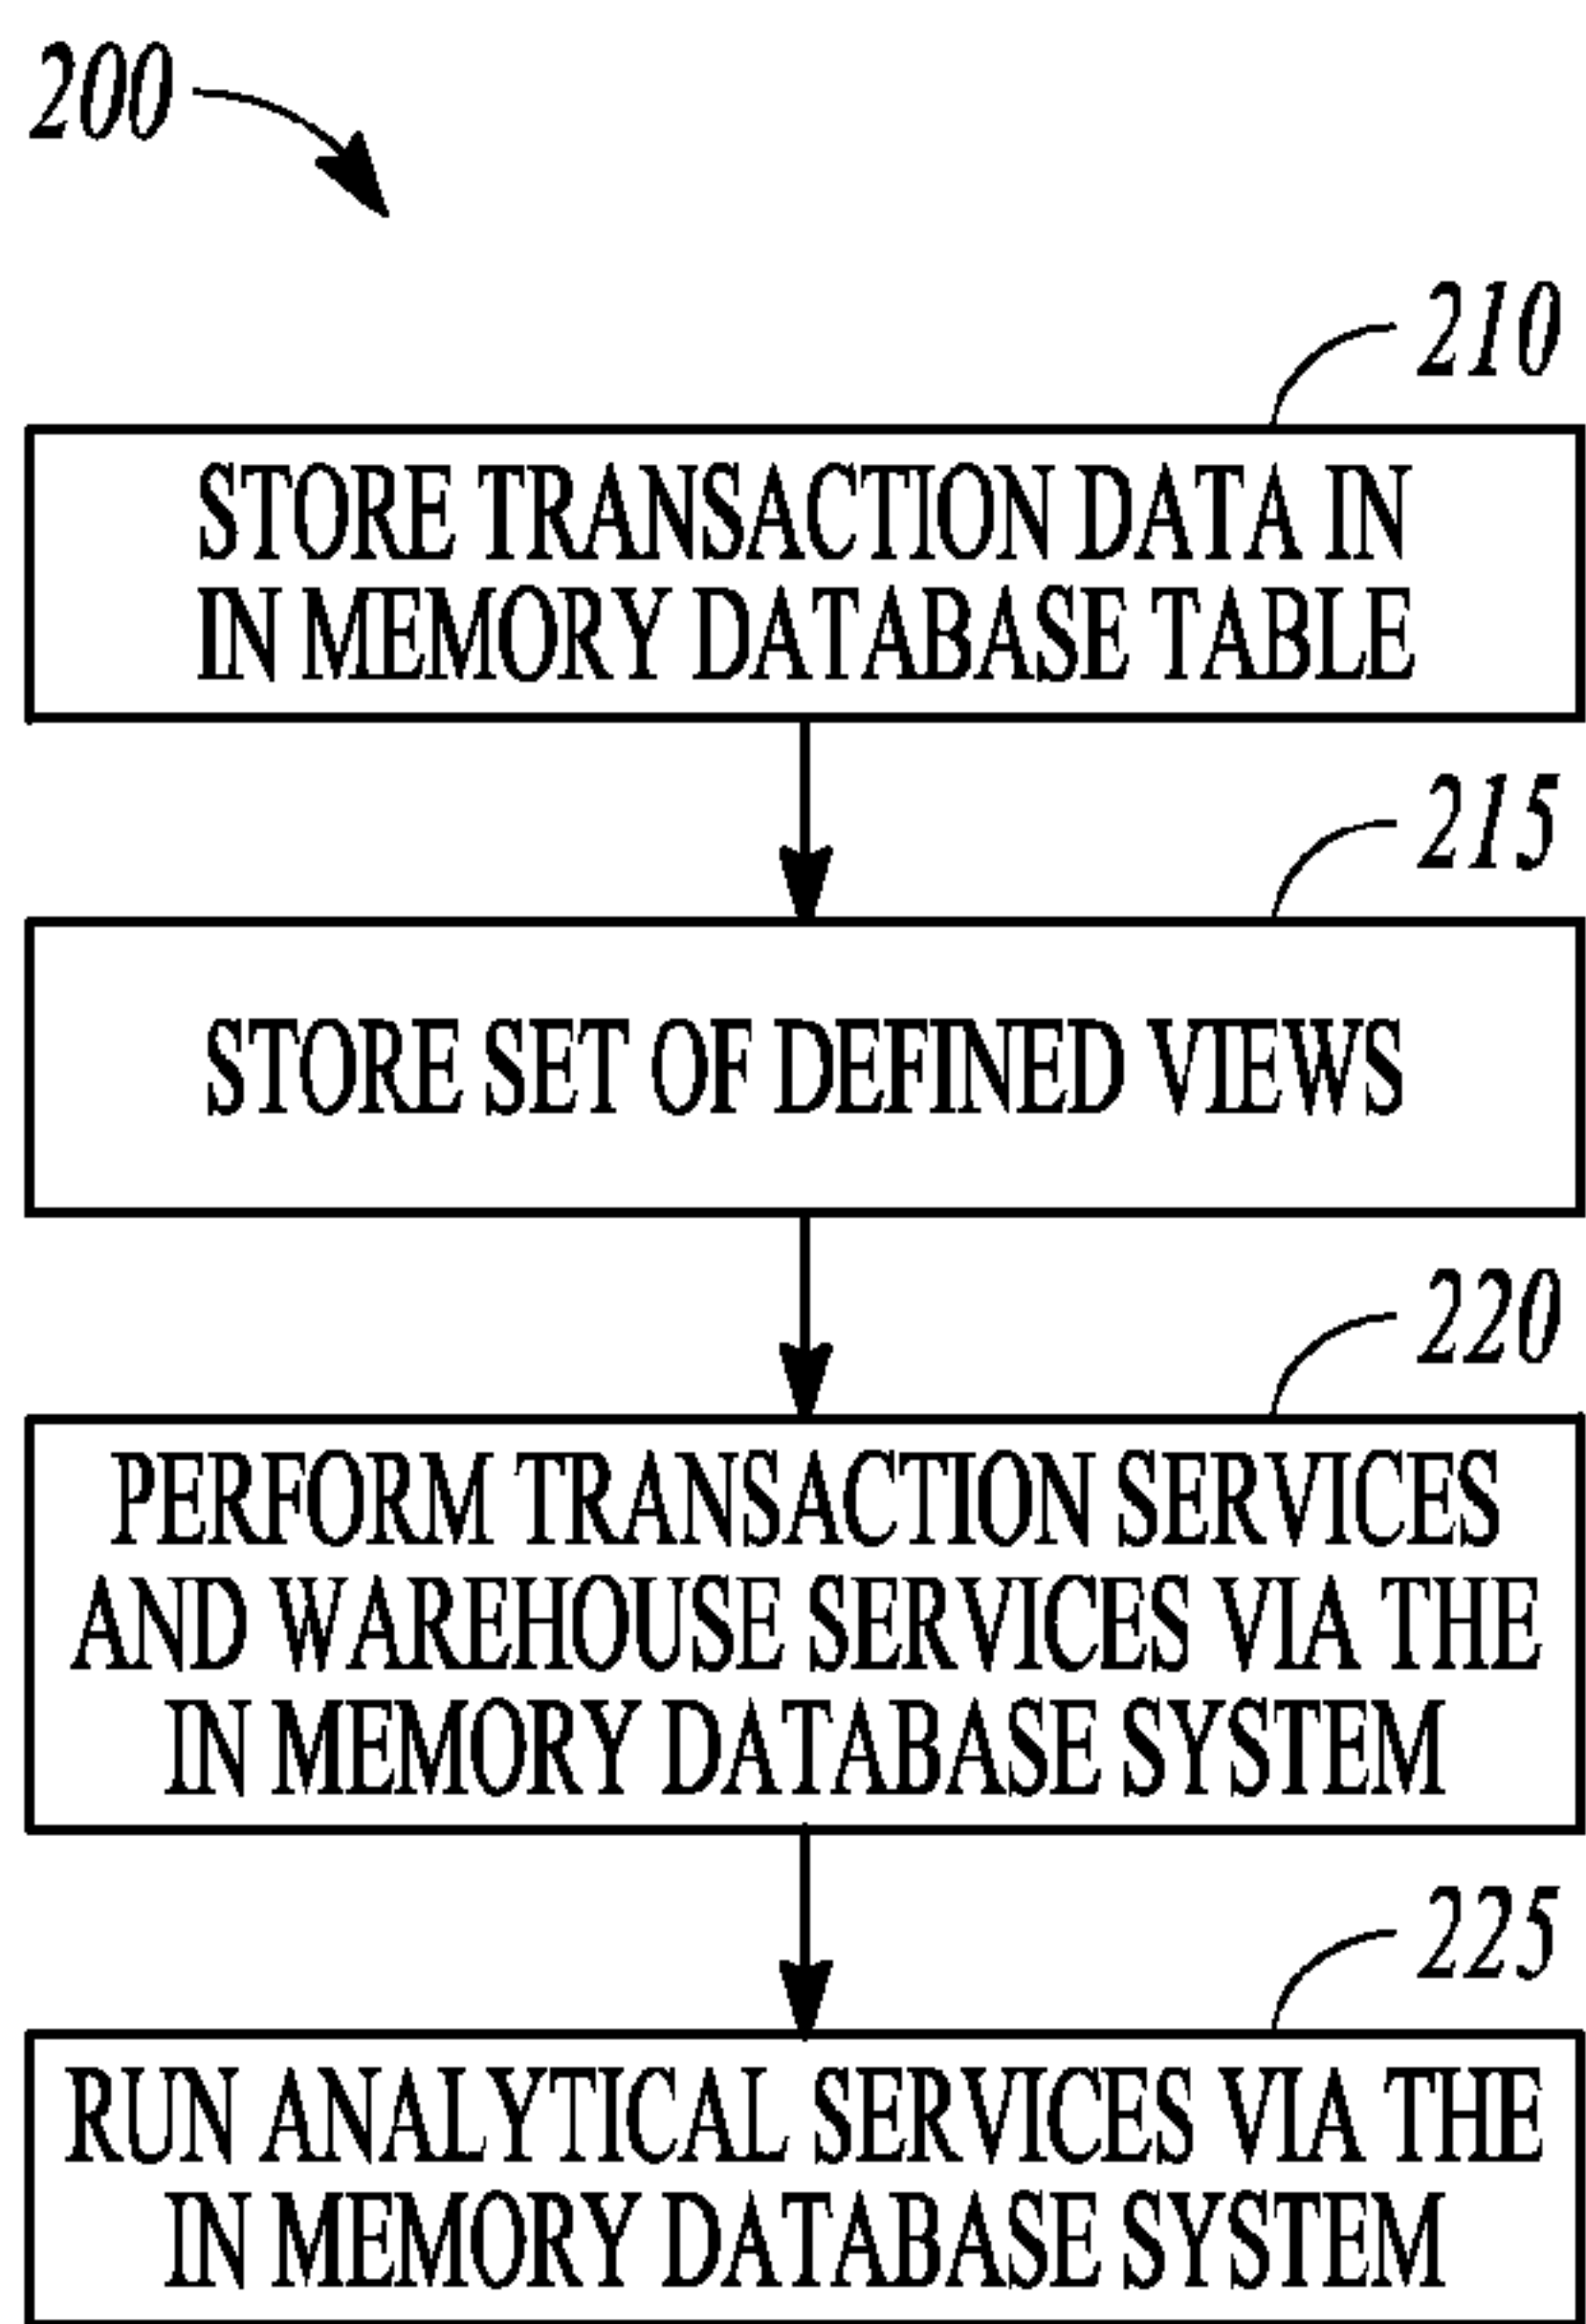 200
210
STORE TRANSACTION DATA IN
IN MEMORY DATABASE TABLE
215
STORE SET OF DEFINED VIEWS
220
PERFORM TRANSACTION SERVICES
AND WAREHOUSE SERVICES VIA THE
IN MEMORY DATABASE SYSTEM
225
RUN ANALYTICAL SERVICES VIA THE
IN MEMORY DATABASE SYSTEM